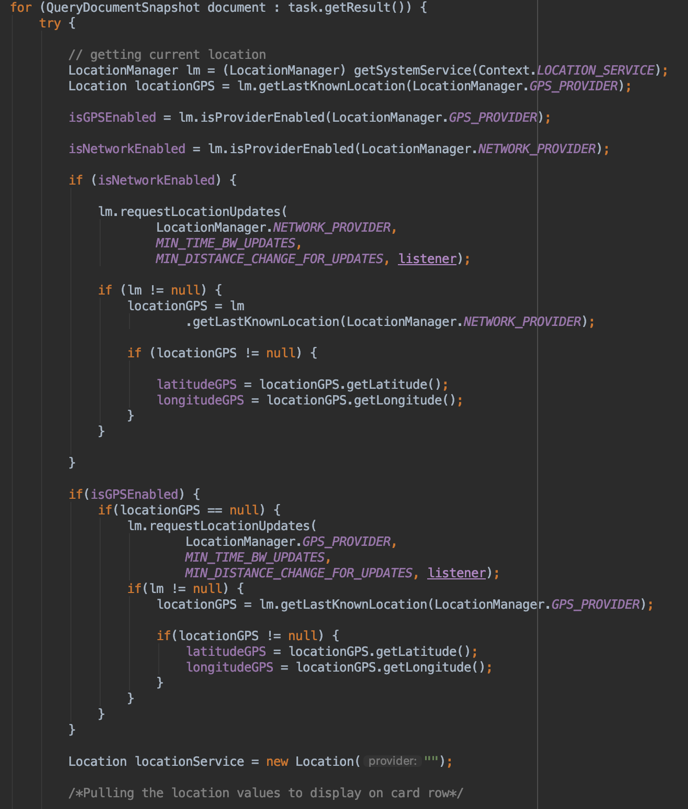 for (QueryDocumentSnapshot document : task.getResult()) {
try {
// getting current location
LocationManager lm = (LocationManager) getSystemService(Context.LOCATION_SERVICE);
Location locationGPS = lm.getLastKnownLocation(LocationManager.GPS_PROVIDER);
isGPSEnabled = lm.isProviderEnabled(LocationManager.GPS_PROVIDER);
isNetworkEnabled = lm.isProviderEnabled(LocationManager.NETWORK_PROVIDER);
if (isNetworkEnabled) {
lm.requestLocationUpdates(
LocationManager.NETWORK_PROVIDER,
MIN_TIME_BW_UPDATES,
MIN_DISTANCE_CHANGE_FOR_UPDATES, listener);
if (lm != null) {
locationGPS = lm
.getLastKnownLocation(LocationManager.NETWORK_PROVIDER);
if (locationGPS != null) {
latitudeGPS = locationGPS.getLatitude();
longitudeGPS = locationGPS.getLongitude();
}
}
}
if(isGPSEnabled) {
if(locationGPS == null) {
lm.requestLocationUpdates(
LocationManager.GPS_PROVIDER,
MIN_TIME_BW_UPDATES,
MIN_DISTANCE_CHANGE_FOR_UPDATES, listener);
if(lm != null) {
locationGPS = lm.getLastKnownLocation(LocationManager.GPS_PROVIDER);
if(locationGPS != null) {
latitudeGPS = locationGPS.getLatitude();
longitudeGPS = locationGPS.getLongitude();
}
}
}
}
Location locationService = new Location( provider: "");
/*Pulling the location values to display on card row*/